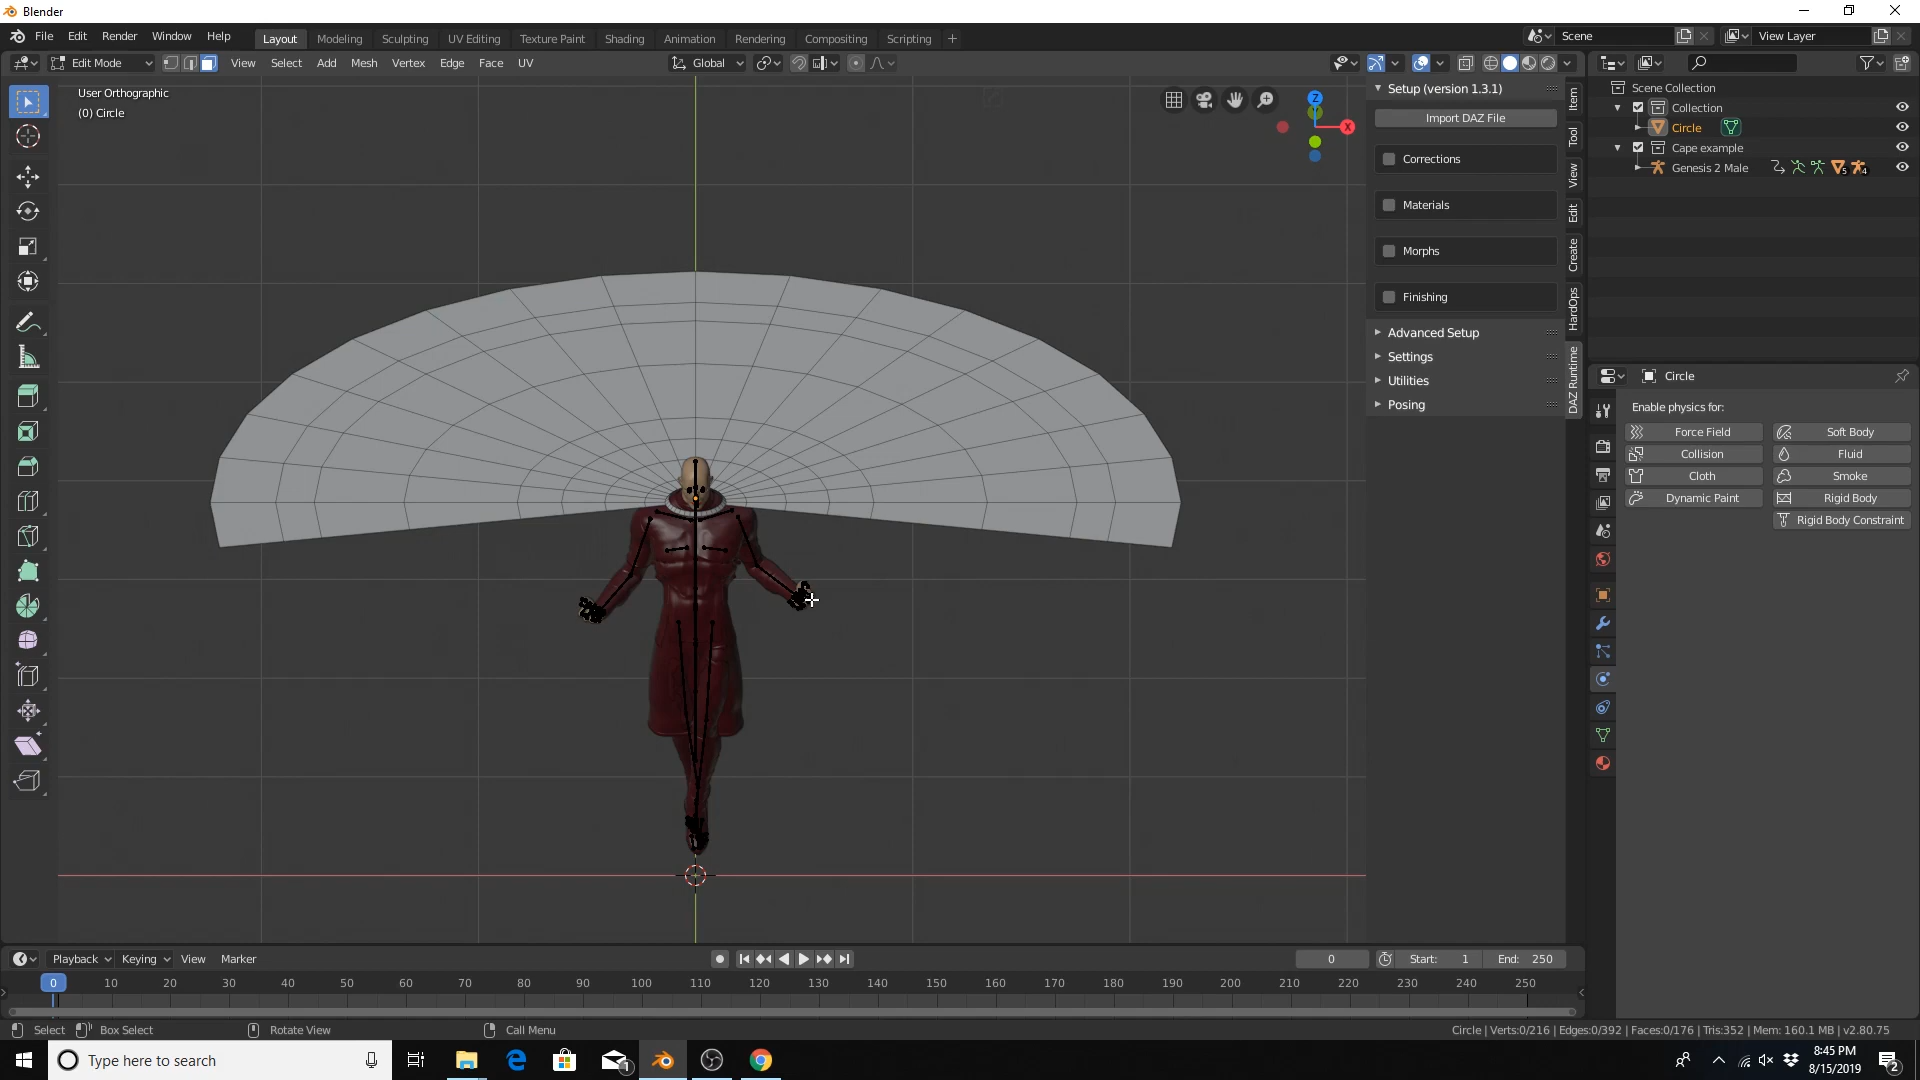 Blender
File Edit Render Window Help
Layout Modeling Sculpting UV Editing Texture Paint Shading Animation Rendering Compositing Scripting +
Scene
View Layer
Edit Mode
View Select Add Mesh Vertex Edge Face UV
Global
User Orthographic
(0) Circle
Z
X
Setup (version 1.3.1)
Import DAZ File
Corrections
Materials
Morphs
Finishing
Advanced Setup
Settings
Utilities
Posing
Item
Tool
View
Edit
Create
HardOps
DAZ Runtime
Scene Collection
Collection
Circle
Cape example
Genesis 2 Male
5
4
Circle
Enable physics for:
Force Field
Soft Body
Collision
Fluid
Cloth
Smoke
Dynamic Paint
Rigid Body
Rigid Body Constraint
Playback Keying View Marker
0
Start: 1
End: 250
0 10 20 30 40 50 60 70 80 90 100 110 120 130 140 150 160 170 180 190 200 210 220 230 240 250
Select Box Select Rotate View Call Menu
Circle | Verts:0/216 | Edges:0/392 | Faces:0/176 | Tris:352 | Mem: 160.1 MB | v2.80.75
Type here to search
1
8:45 PM
8/15/2019
2